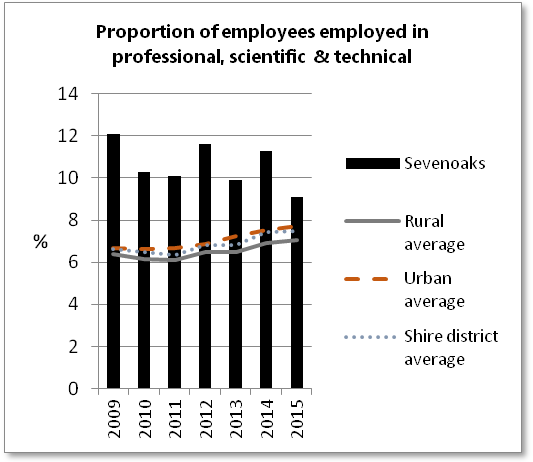 Proportion of employees employed in
professional, scientific & technical
14
12
10
8
6
4
2
0
%
2009
2010
2011
2012
2013
2014
2015
Sevenoaks
Rural
average
Urban
average
Shire district
average